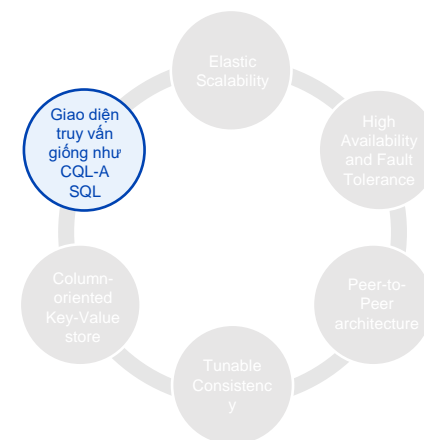 Elastic
Scalability
Giao diện
truy vấn
giống như
CQL-A
SQL
High
Availability
and Fault
Tolerance
Column-
oriented
Key-Value
store
Peer-to-
Peer
architecture
Tunable
Consistenc
y